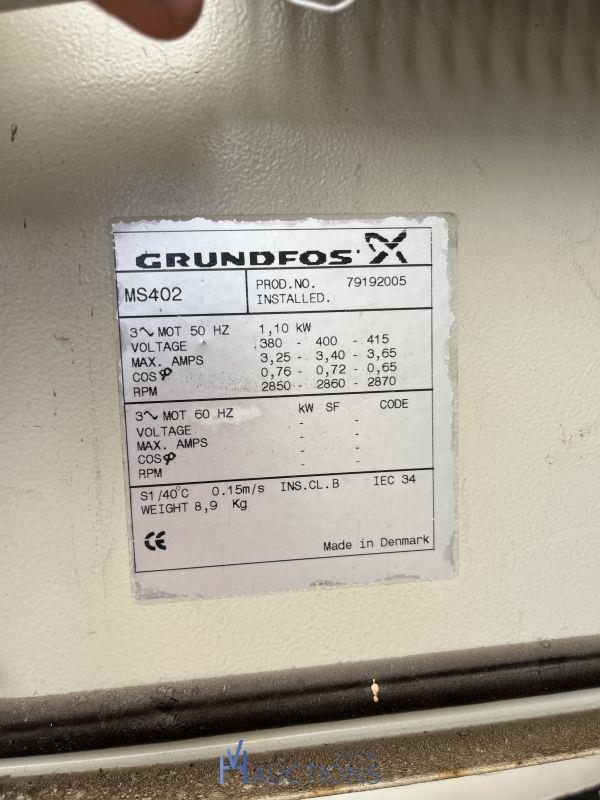 GRUNDFOS
MS402
PROD.NO. 79192005
INSTALLED.
3~ MOT 50 HZ 1,10 kW
VOLTAGE 380 - 400 - 415
MAX. AMPS 3,25 - 3,40 - 3,65
COSφ 0,76 - 0,72 - 0,65
RPM 2850 - 2860 - 2870
3~ MOT 60 HZ kW SF CODE
VOLTAGE - -
MAX. AMPS - -
COSφ - -
RPM - -
S1/40°C 0.15m/s INS.CL.B IEC 34
WEIGHT 8,9 Kg
CE
Made in Denmark
AUCTIONS